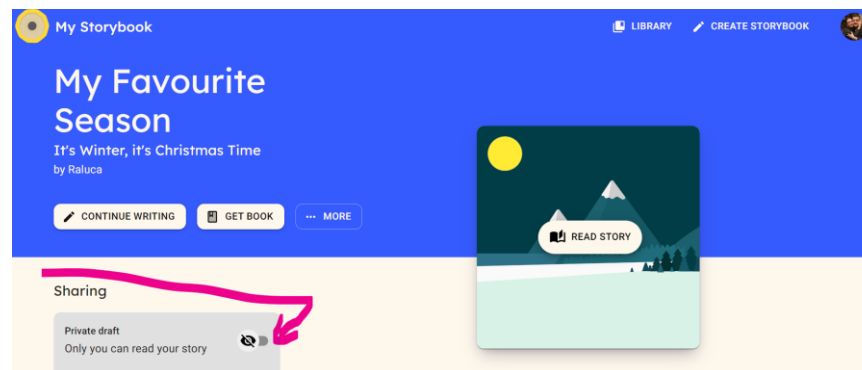 My Storybook
LIBRARY
CREATE STORYBOOK
My Favourite
Season
It's Winter, it's Christmas Time
by Raluca
CONTINUE WRITING
GET BOOK
··· MORE
READ STORY
Sharing
Private draft
Only you can read your story